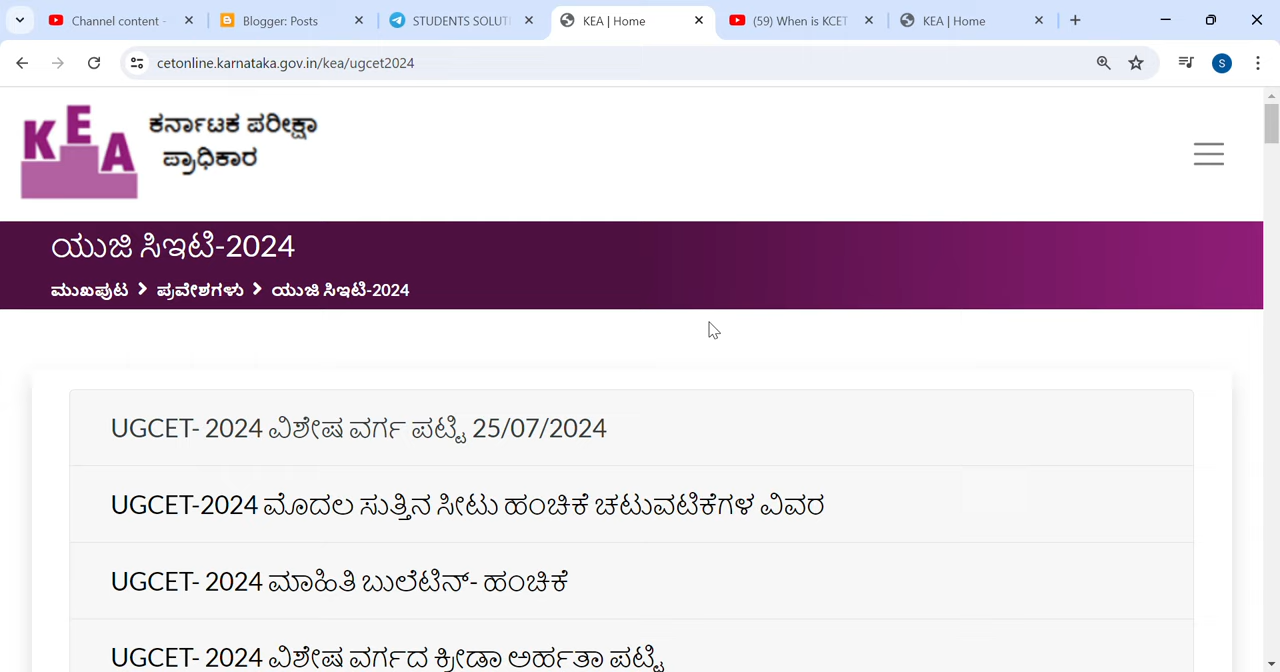 Channel content -
Blogger: Posts
STUDENTS SOLUTI
KEA | Home
(59) When is KCET
KEA | Home
cetonline.karnataka.gov.in/kea/ugcet2024
S
KEA
ಕರ್ನಾಟಕ ಪರೀಕ್ಷಾ
ಪ್ರಾಧಿಕಾರ
ಯುಜಿ ಸಿಇಟಿ-2024
ಮುಖಪುಟ > ಪ್ರವೇಶಗಳು > ಯುಜಿ ಸಿಇಟಿ-2024
UGCET- 2024 ವಿಶೇಷ ವರ್ಗ ಪಟ್ಟಿ 25/07/2024
UGCET-2024 ಮೊದಲ ಸುತ್ತಿನ ಸೀಟು ಹಂಚಿಕೆ ಚಟುವಟಿಕೆಗಳ ವಿವರ
UGCET- 2024 ಮಾಹಿತಿ ಬುಲೆಟಿನ್- ಹಂಚಿಕೆ
UGCET- 2024 ವಿಶೇಷ ವರ್ಗದ ಕ್ರೀಡಾ ಅರ್ಹತಾ ಪಟ್ಟಿ